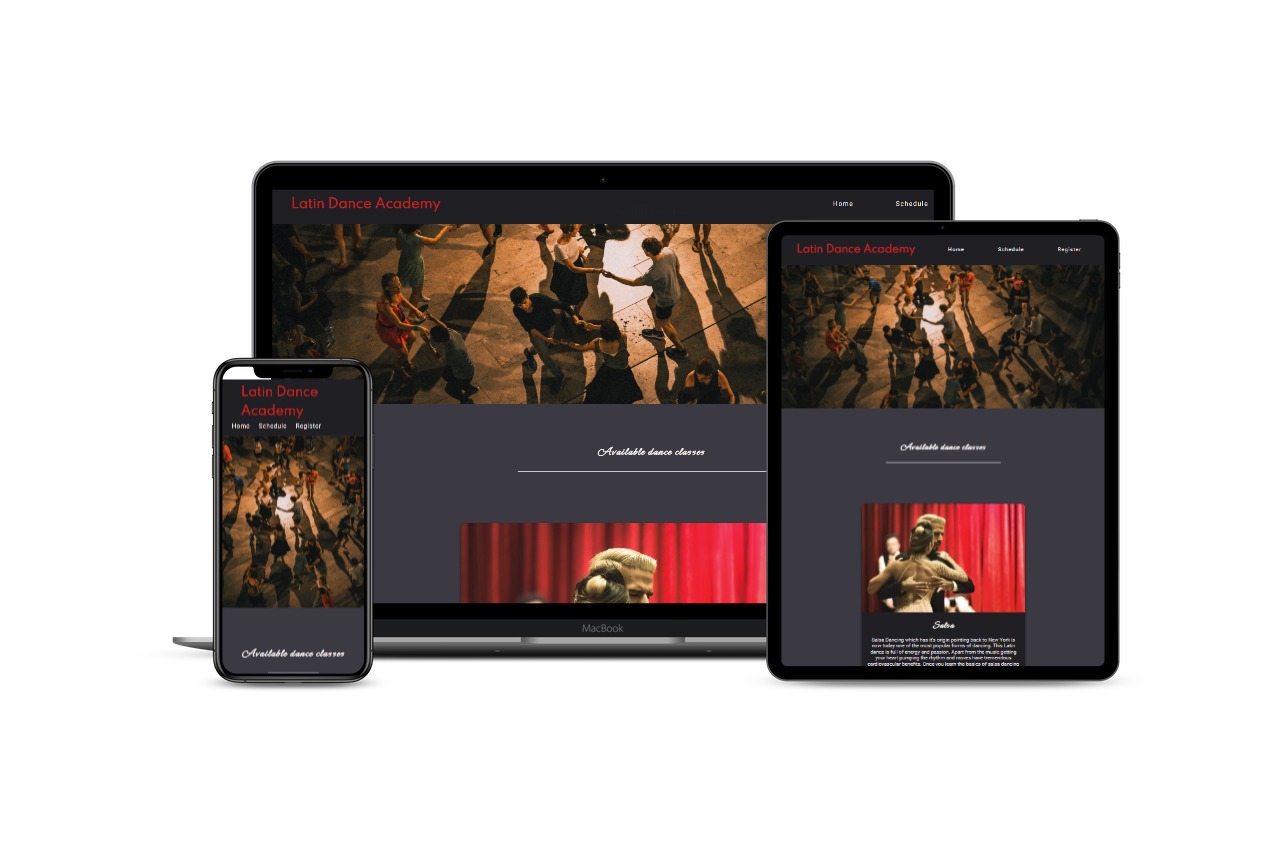 Latin Dance Academy
Home
Schedule
Available dance classes
MacBook
Latin Dance
Academy
Home Schedule Register
Available dance classes
Latin Dance Academy
Home
Schedule
Register
Available dance classes
Salsa
Salsa Dancing which has it's origin pointing back to New York is
now today one of the most popular forms of dancing. This Latin
dance is full of energy and passion. Apart from the music getting
your heart pumping the rhythm and moves have tremendous
cardiovascular benefits. Once you learn the basics of salsa dancing